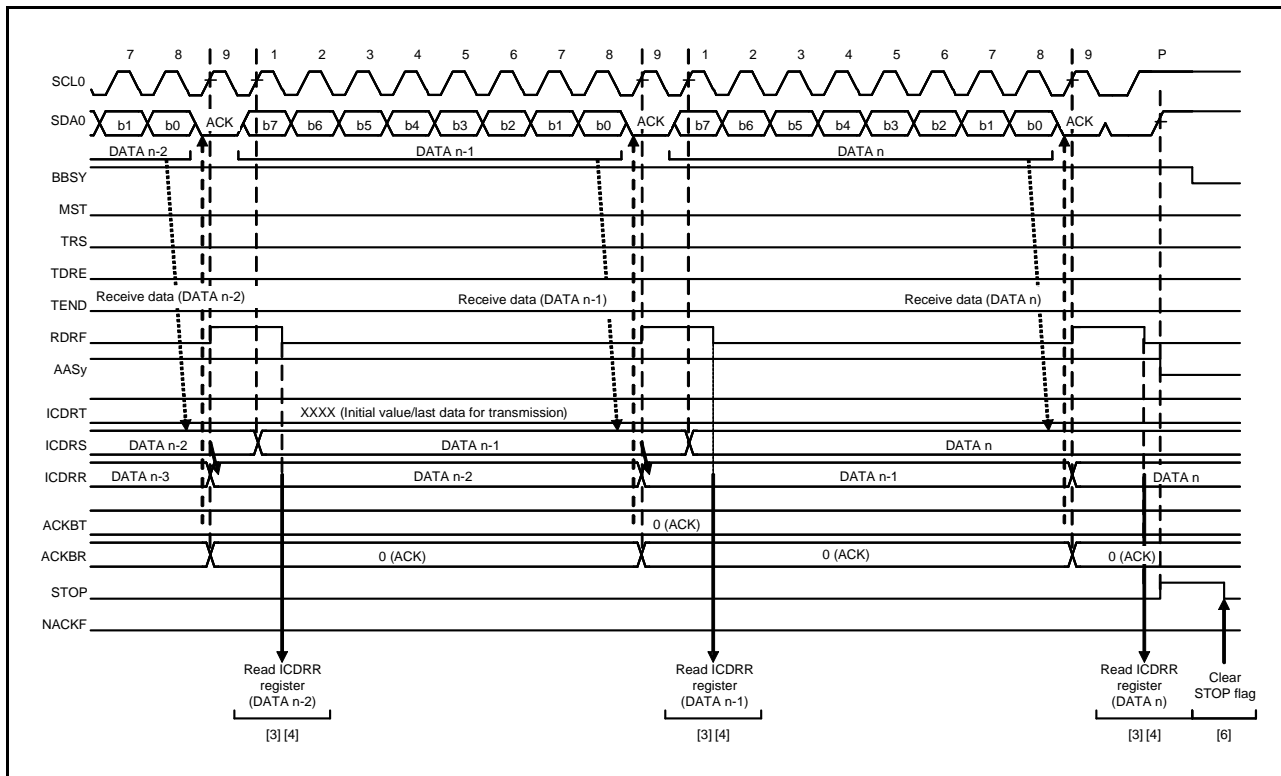 7 8 9 1 2 3 4 5 6 7 8 9 1 2 3 4 5 6 7 8 9 P
SCL0
SDA0 b1 b0 ACK b7 b6 b5 b4 b3 b2 b1 b0 ACK b7 b6 b5 b4 b3 b2 b1 b0 ACK
DATA n-2 DATA n-1 DATA n
BBSY
MST
TRS
TDRE
Receive data (DATA n-2) Receive data (DATA n-1) Receive data (DATA n)
TEND
RDRF
AASy
ICDRT XXXX (Initial value/last data for transmission)
ICDRS DATA n-2 DATA n-1 DATA n
ICDRR DATA n-3 DATA n-2 DATA n-1 DATA n
ACKBT 0 (ACK)
ACKBR 0 (ACK) 0 (ACK) 0 (ACK)
STOP
NACKF
Read ICDRR
register
(DATA n-2)
[3] [4]
Read ICDRR
register
(DATA n-1)
[3] [4]
Read ICDRR
register
(DATA n)
[3] [4]
Clear
STOP flag
[6]